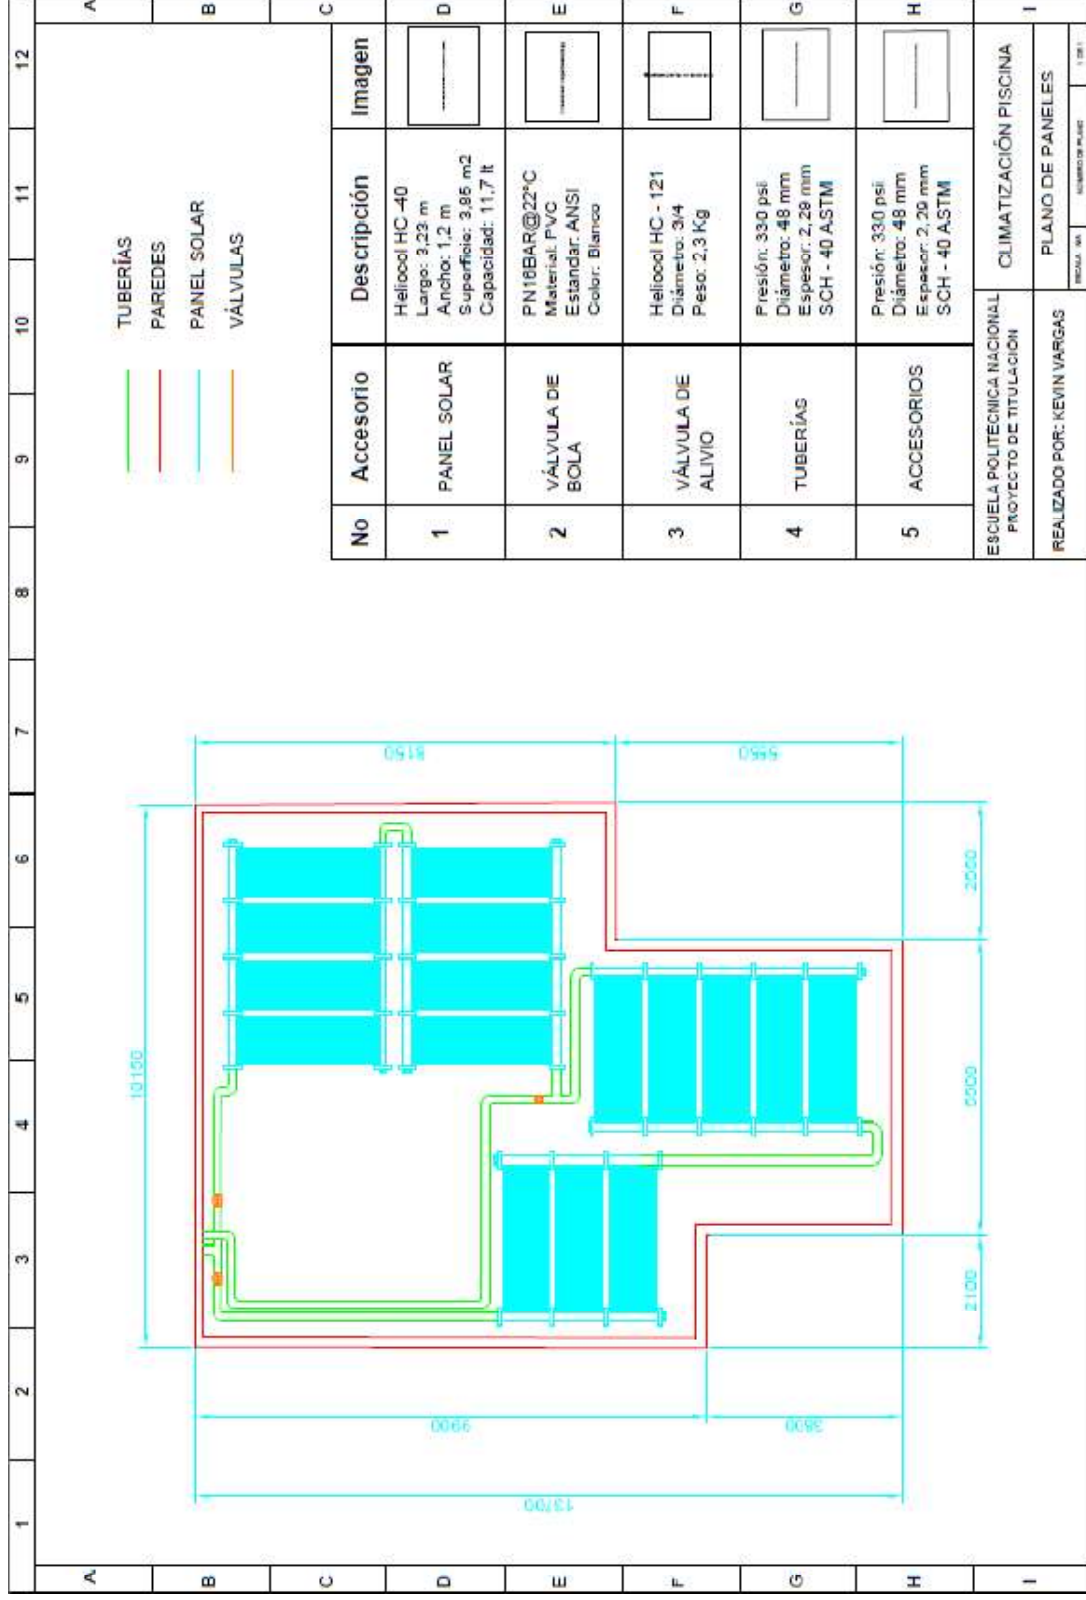 1 2 3 4 5 6 7 8 9 10 11 12
A
B
C
D
E
F
G
H
I
A
B
C
D
E
F
G
H
I
TUBERÍAS
PAREDES
PANEL SOLAR
VÁLVULAS
10150
8150
5550
9900
3800
13700
2100
2500
No Accesorio Descripción Imagen
1 PANEL SOLAR
Heliocol HC-40
Largo: 3,23 m
Ancho: 1,2 m
Superficie: 3,85 m2
Capacidad: 11,7 lt
2 VÁLVULA DE
BOLA
PN16BAR@22°C
Material: PVC
Estandar: ANSI
Color: Blanco
3 VÁLVULA DE
ALIVIO
Heliocol HC - 121
Diámetro: 3/4
Peso: 2,3 Kg
4 TUBERÍAS
Presión: 330 psi
Diámetro: 48 mm
Espesor: 2,29 mm
SCH - 40 ASTM
5 ACCESORIOS
Presión: 330 psi
Diámetro: 48 mm
Espesor: 2,29 mm
SCH - 40 ASTM
ESCUELA POLITÉCNICA NACIONAL
PROYECTO DE TITULACIÓN
CLIMATIZACIÓN PISCINA
REALIZADO POR: KEVIN VARGAS
PLANO DE PANELES